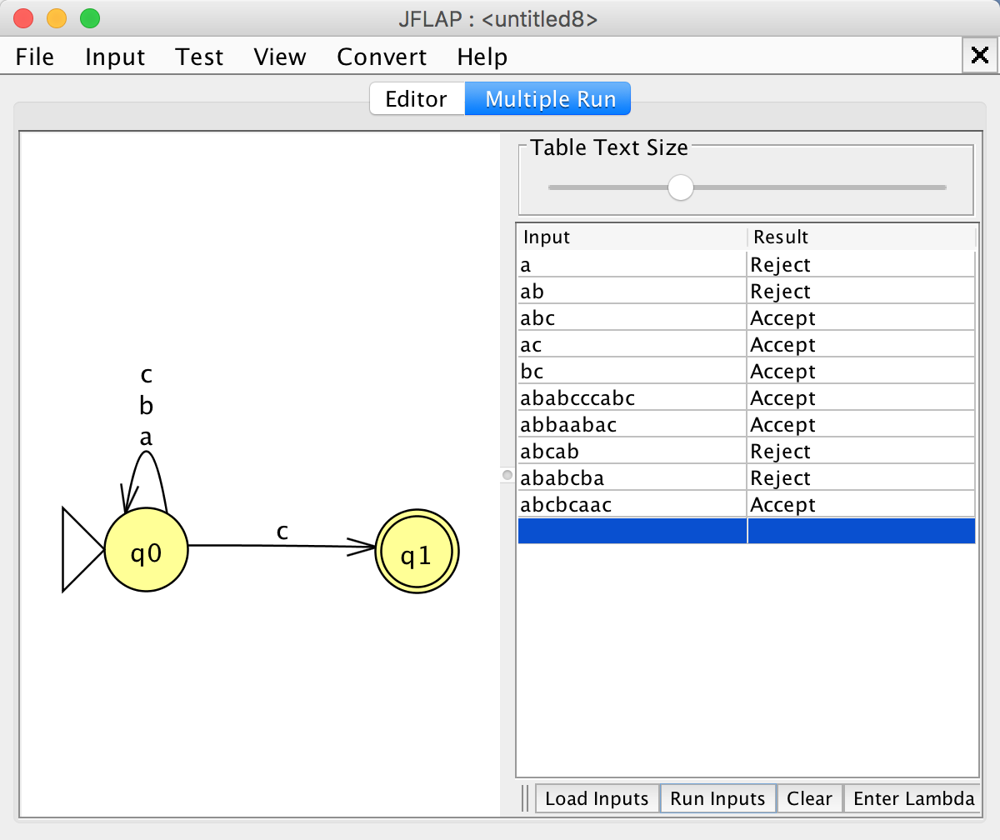 JFLAP : <untitled8>
File Input Test View Convert Help
Editor Multiple Run
Table Text Size
Input Result
a Reject
ab Reject
abc Accept
ac Accept
bc Accept
ababcccabc Accept
abbaabac Accept
abcab Reject
ababcba Reject
abcbcaac Accept
c
b
a
c
q0
q1
Load Inputs Run Inputs Clear Enter Lambda